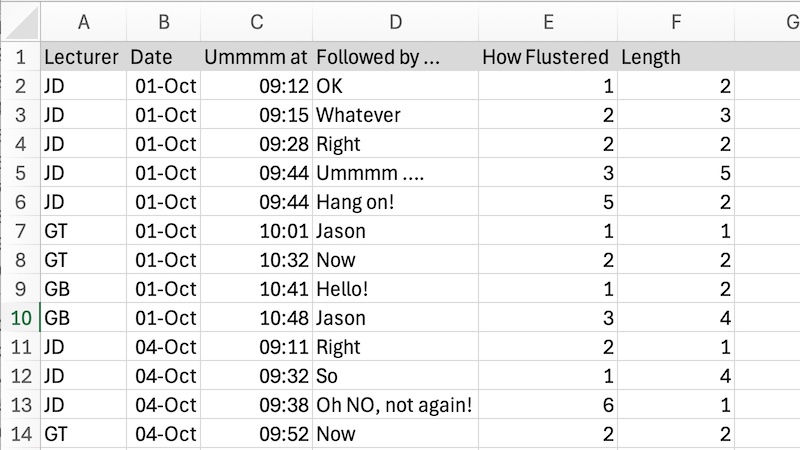 A B C D E F G
1 Lecturer Date Ummmm at Followed by ... How Flustered Length
2 JD 01-Oct 09:12 OK 1 2
3 JD 01-Oct 09:15 Whatever 2 3
4 JD 01-Oct 09:28 Right 2 2
5 JD 01-Oct 09:44 Ummmm .... 3 5
6 JD 01-Oct 09:44 Hang on! 5 2
7 GT 01-Oct 10:01 Jason 1 1
8 GT 01-Oct 10:32 Now 2 2
9 GB 01-Oct 10:41 Hello! 1 2
10 GB 01-Oct 10:48 Jason 3 4
11 JD 04-Oct 09:11 Right 2 1
12 JD 04-Oct 09:32 So 1 4
13 JD 04-Oct 09:38 Oh NO, not again! 6 1
14 GT 04-Oct 09:52 Now 2 2